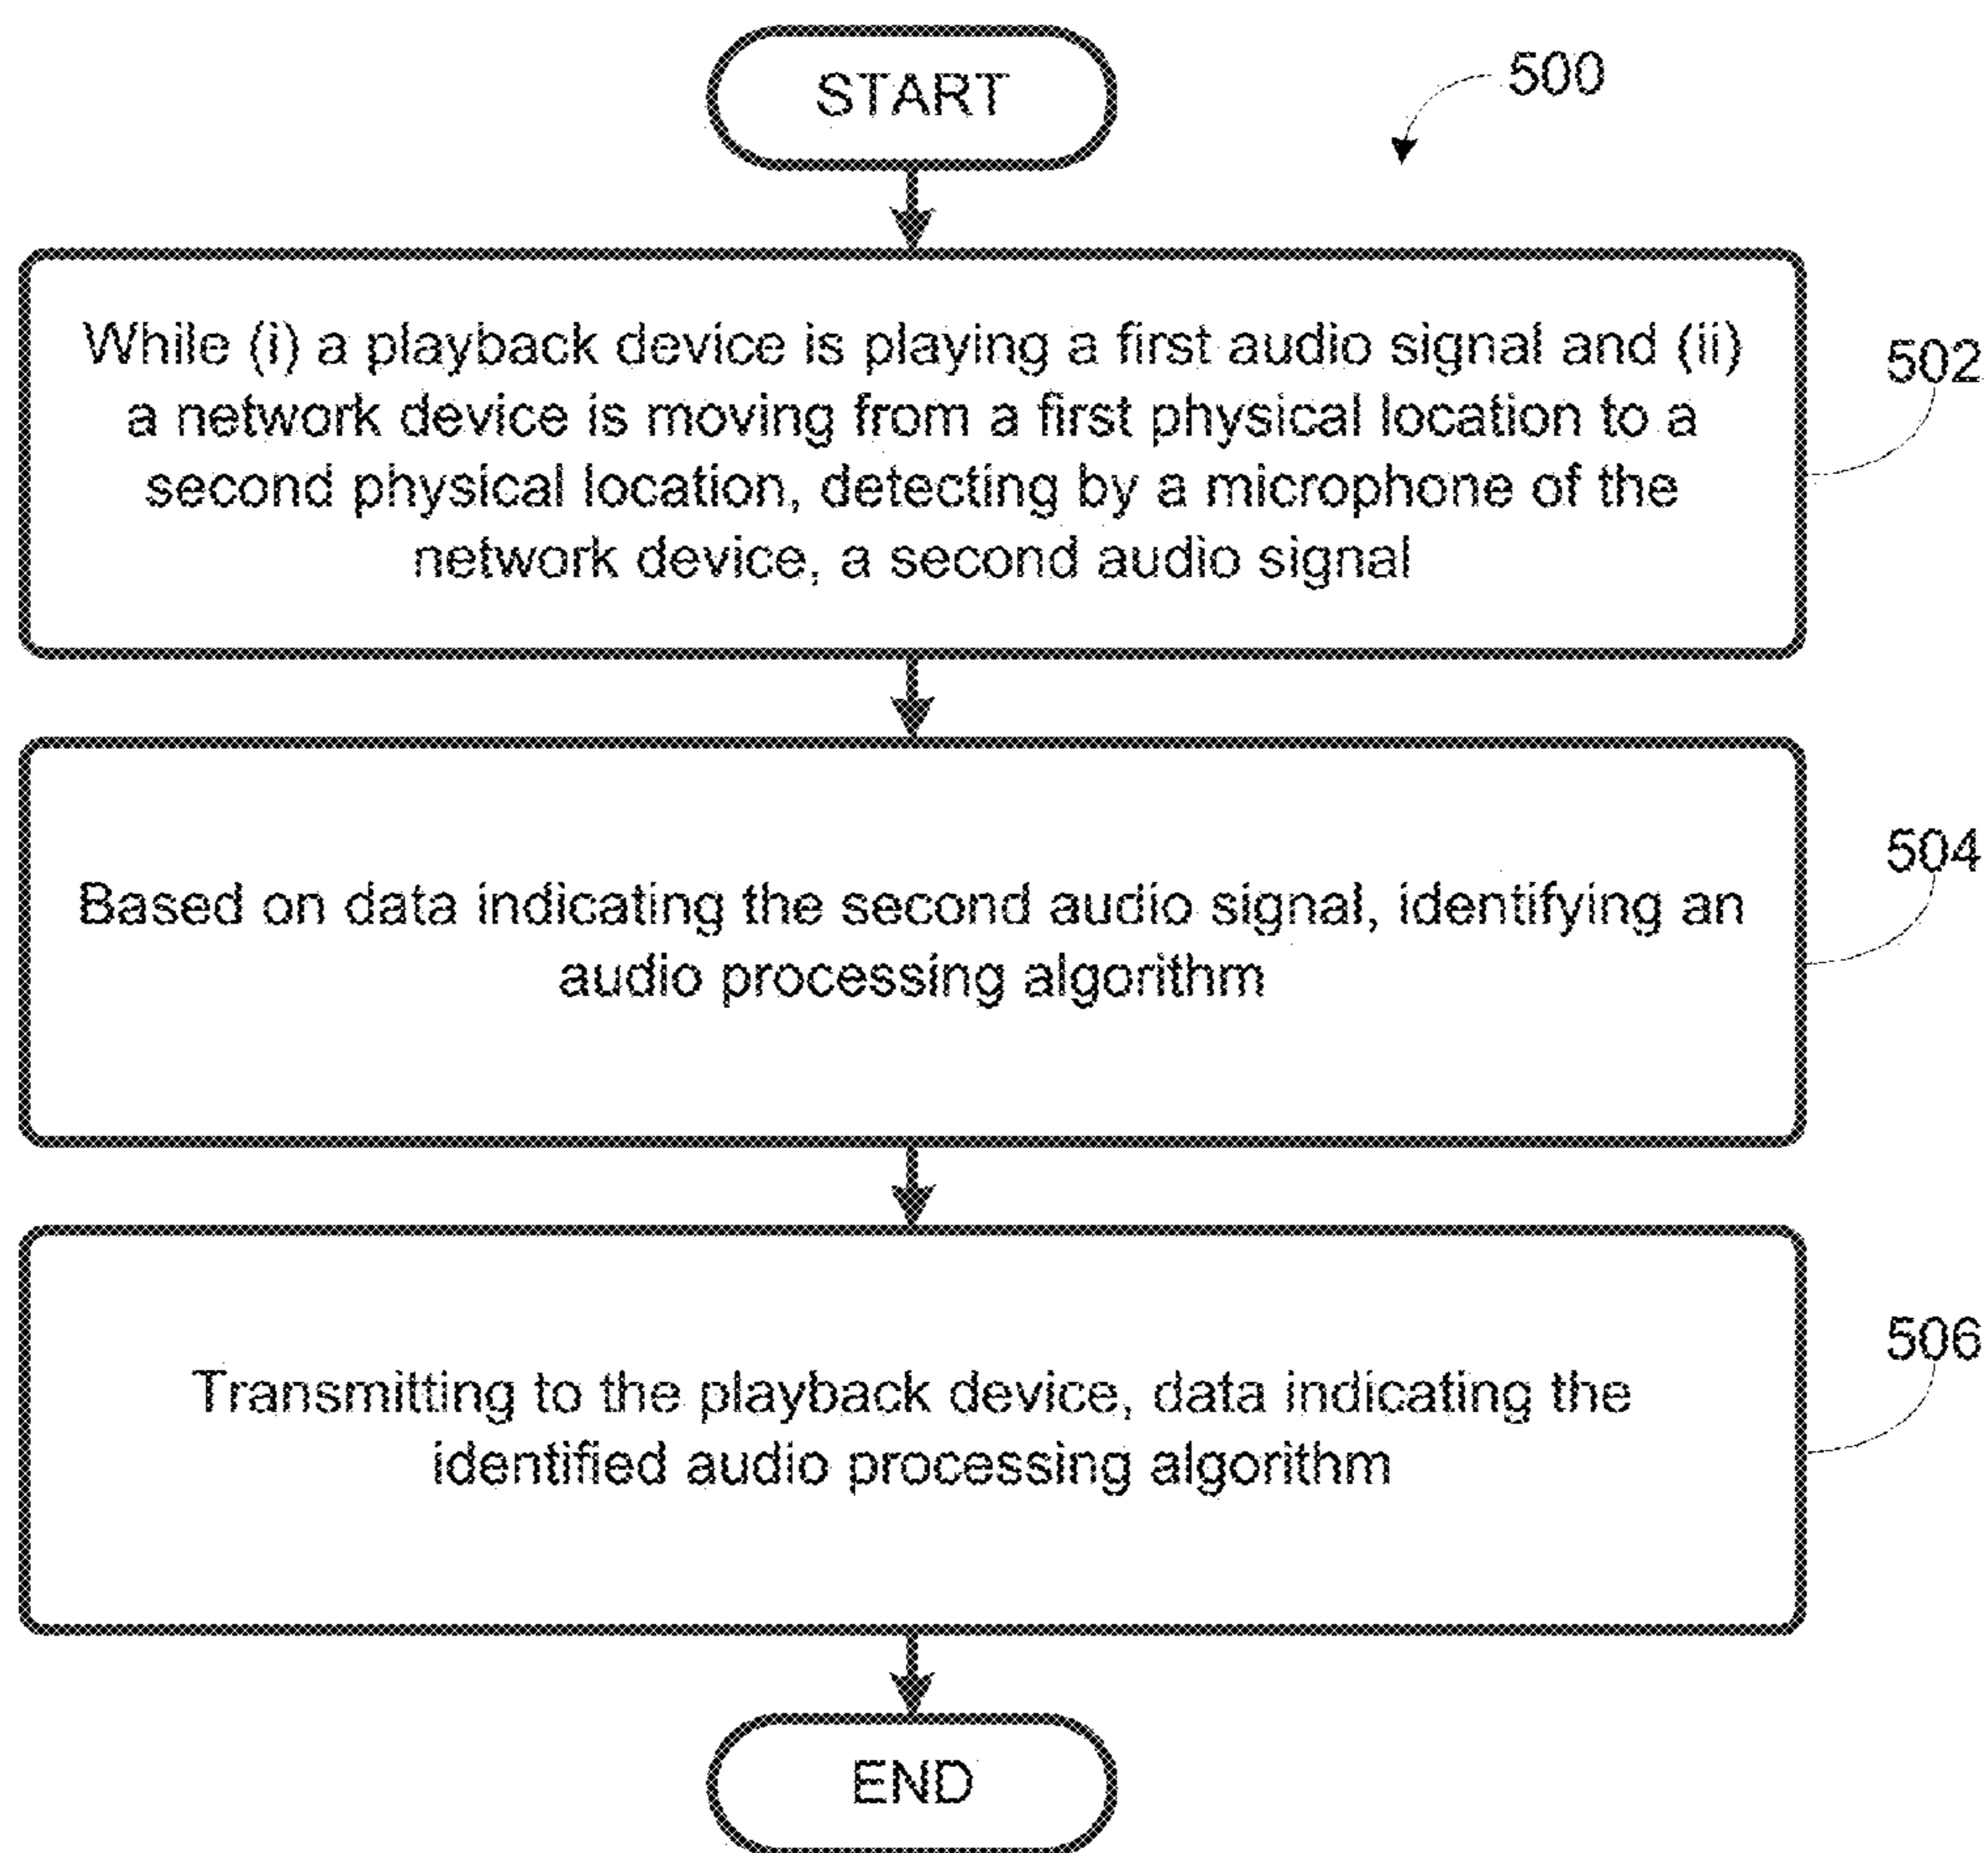 START
500
While (i) a playback device is playing a first audio signal and (ii)
a network device is moving from a first physical location to a
second physical location, detecting by a microphone of the
network device, a second audio signal
502
Based on data indicating the second audio signal, identifying an
audio processing algorithm
504
Transmitting to the playback device, data indicating the
identified audio processing algorithm
506
END